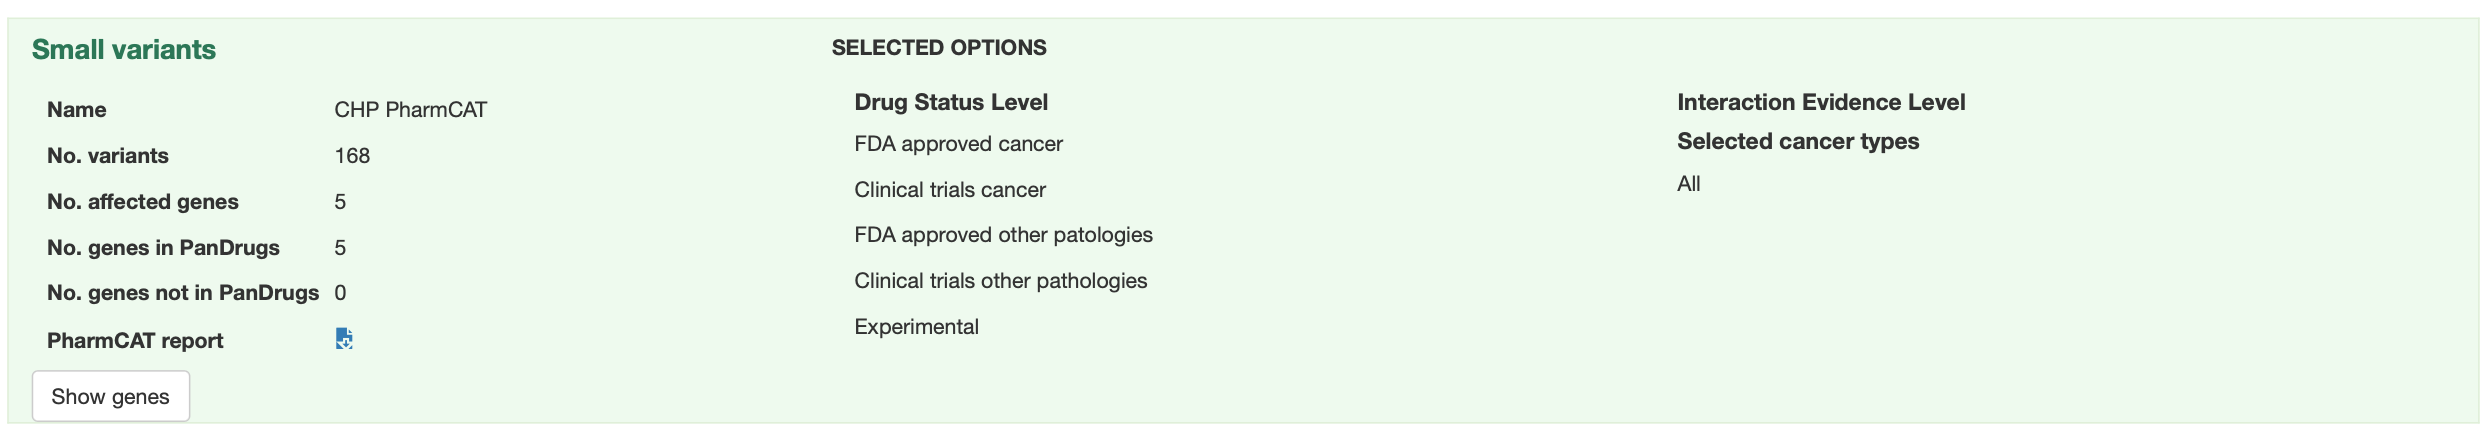 Small variants
Name CHP PharmCAT
No. variants 168
No. affected genes 5
No. genes in PanDrugs 5
No. genes not in PanDrugs 0
PharmCAT report
Show genes
SELECTED OPTIONS
Drug Status Level
FDA approved cancer
Clinical trials cancer
FDA approved other patologies
Clinical trials other pathologies
Experimental
Interaction Evidence Level
Selected cancer types
All